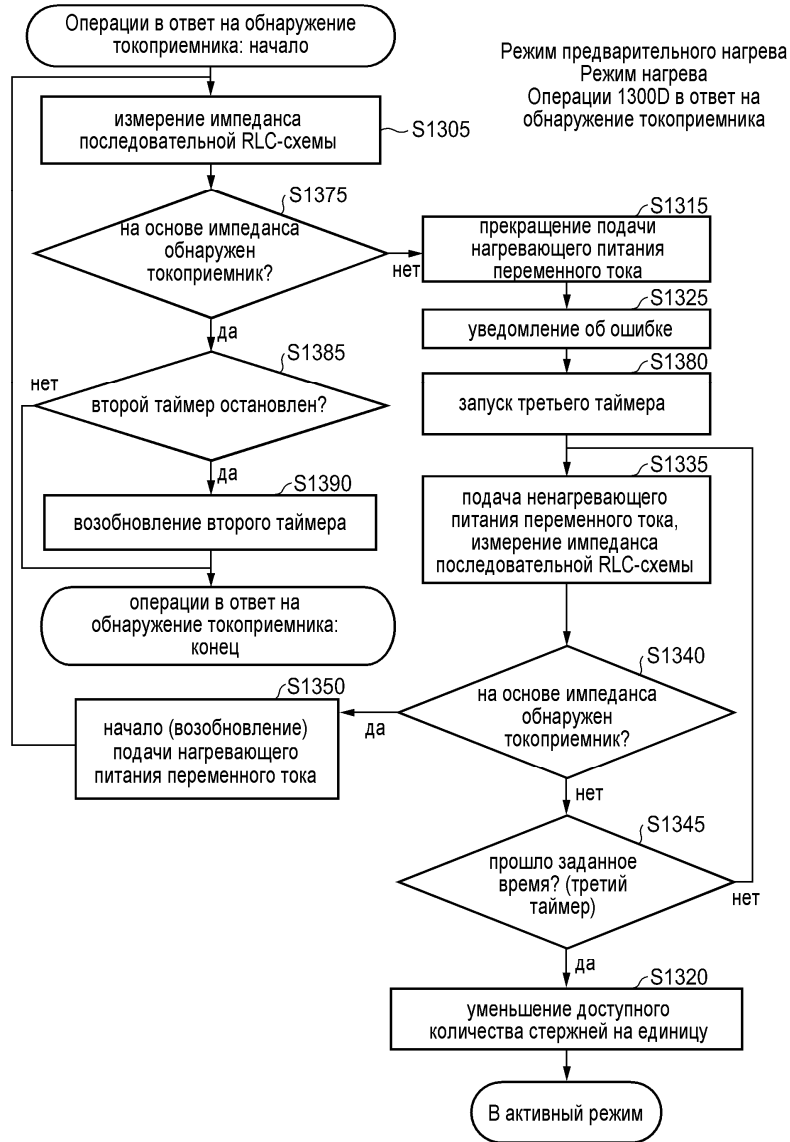 Операции в ответ на обнаружение
токоприемника: начало
Режим предварительного нагрева
Режим нагрева
Операции 1300D в ответ на
обнаружение токоприемника
измерение импеданса
последовательной RLC-схемы
S1305
S1375
на основе импеданса
обнаружен
токоприемник?
нет
да
S1315
прекращение подачи
нагревающего питания
переменного тока
S1325
уведомление об ошибке
S1385
нет
второй таймер остановлен?
да
S1380
запуск третьего таймера
S1390
возобновление второго таймера
S1335
подача ненагревающего
питания переменного тока,
измерение импеданса
последовательной RLC-схемы
операции в ответ на
обнаружение токоприемника:
конец
S1340
на основе импеданса
обнаружен
токоприемник?
да
нет
S1350
начало (возобновление)
подачи нагревающего
питания переменного тока
S1345
прошло заданное
время? (третий
таймер)
нет
да
S1320
уменьшение доступного
количества стержней на единицу
В активный режим